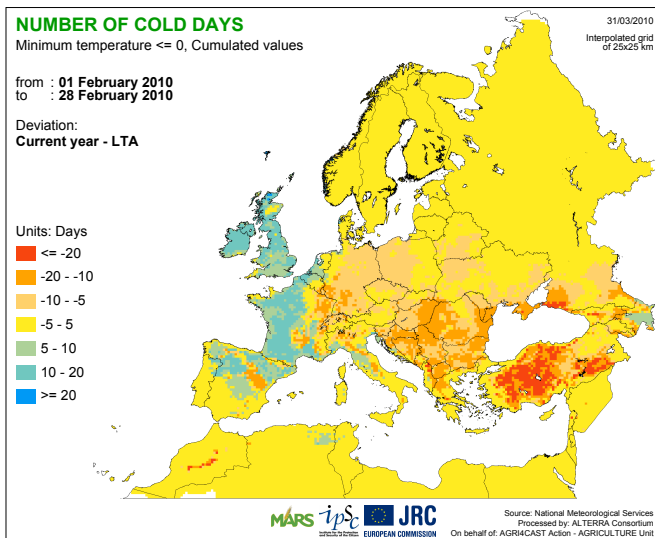 NUMBER OF COLD DAYS
Minimum temperature <= 0, Cumulated values
31/03/2010
Interpolated grid
of 25x25 km
from : 01 February 2010
to : 28 February 2010
Deviation:
Current year - LTA
Units: Days
<= -20
-20 - -10
-10 - -5
-5 - 5
5 - 10
10 - 20
>= 20
MARS
ipsc
JRC
EUROPEAN COMMISSION
Source: National Meteorological Services
Processed by: ALTERRA Consortium
On behalf of: AGRI4CAST Action - AGRICULTURE Unit